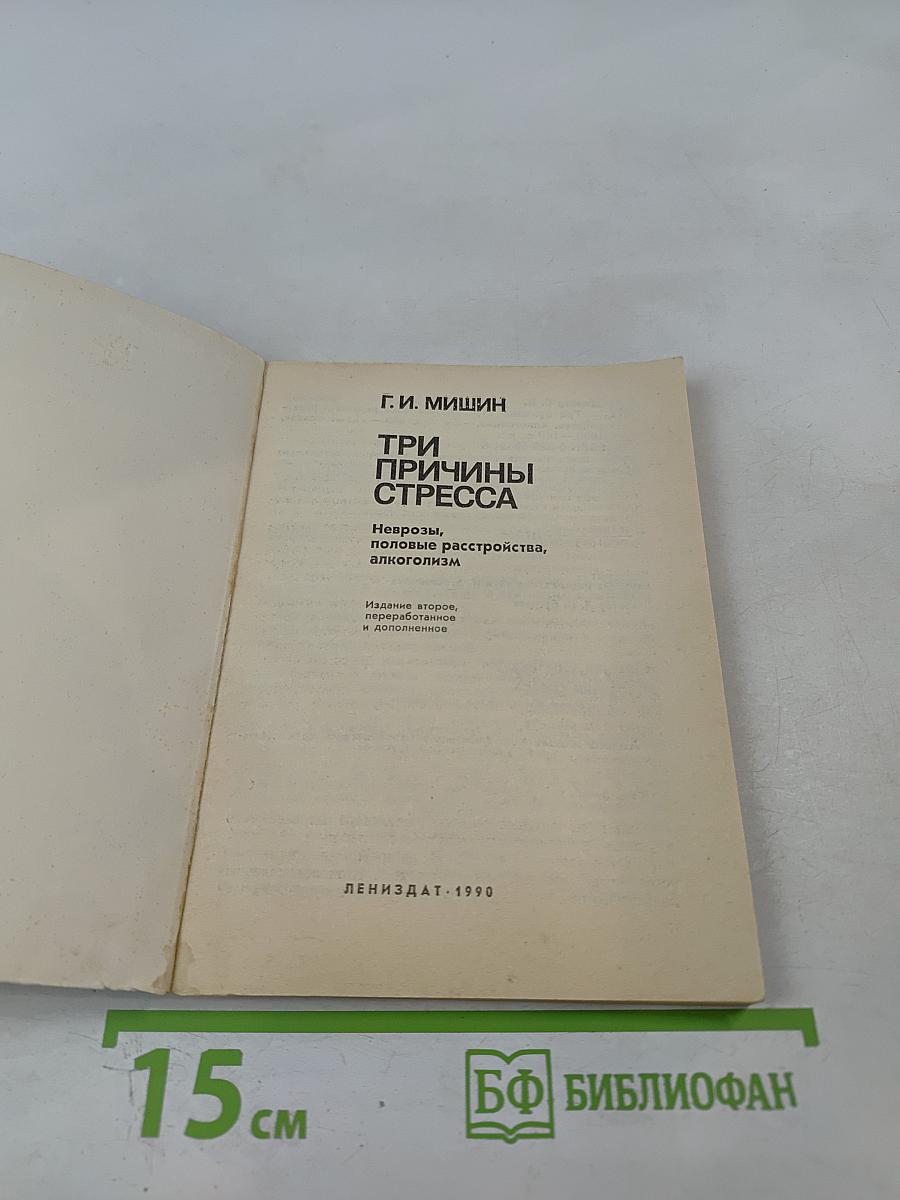 Г. И. МИШИН
ТРИ
ПРИЧИНЫ
СТРЕССА
Неврозы,
половые расстройства,
алкоголизм
Издание второе,
переработанное
и дополненное
ЛЕНИЗДАТ · 1990
15 см
БФ БИБЛИОФАН